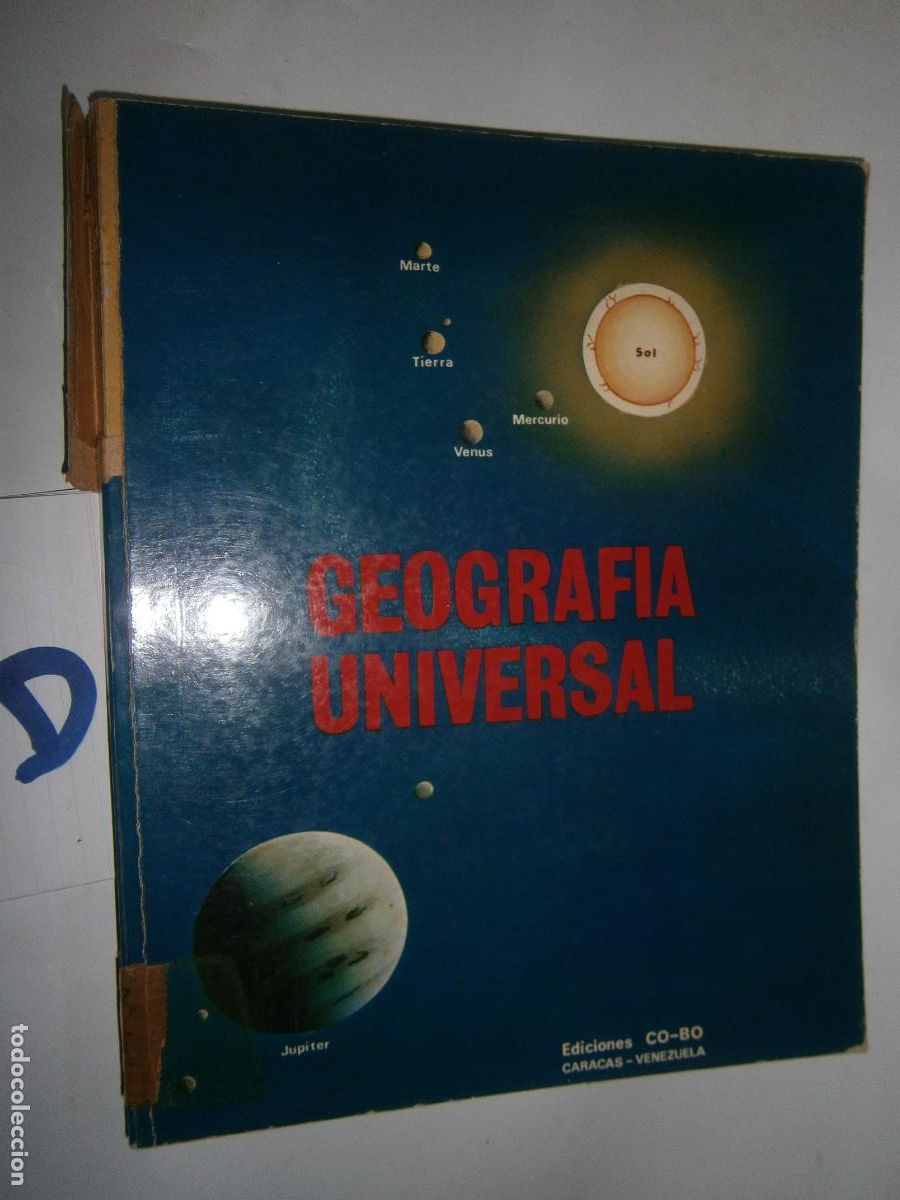 Marte
Sol
Tierra
Mercurio
Venus
GEOGRAFIA
UNIVERSAL
D
Jupiter
Ediciones CO-BO
CARACAS - VENEZUELA
todocoleccion